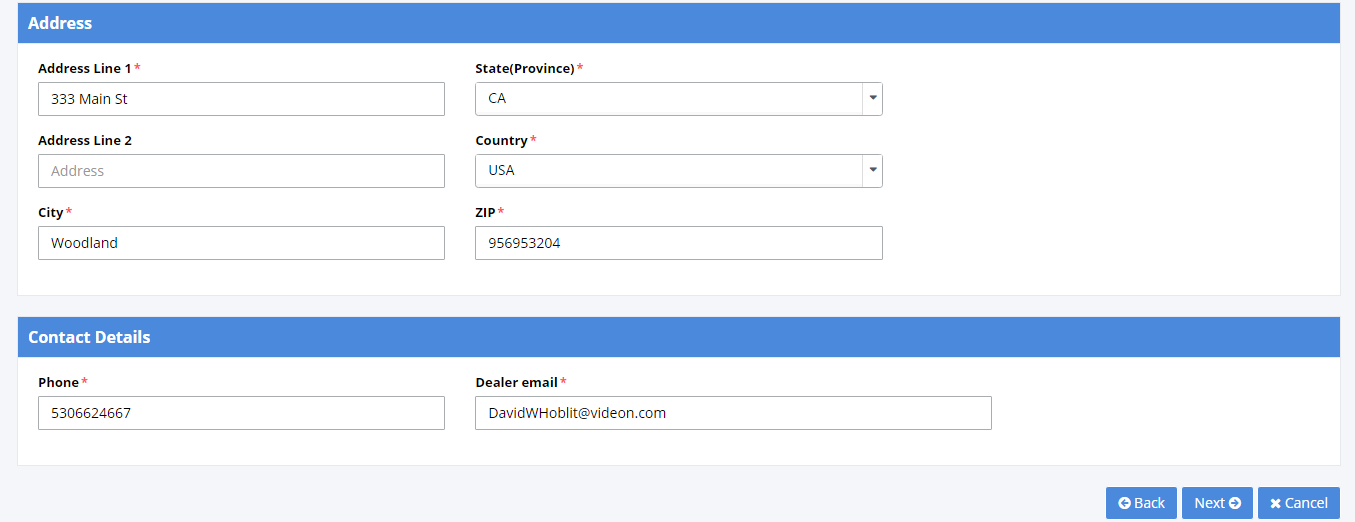 Address
Address Line 1 *
State(Province) *
333 Main St
CA
Address Line 2
Country *
Address
USA
City *
ZIP *
Woodland
956953204
Contact Details
Phone *
Dealer email *
5306624667
DavidWHoblit@videon.com
Back Next Cancel